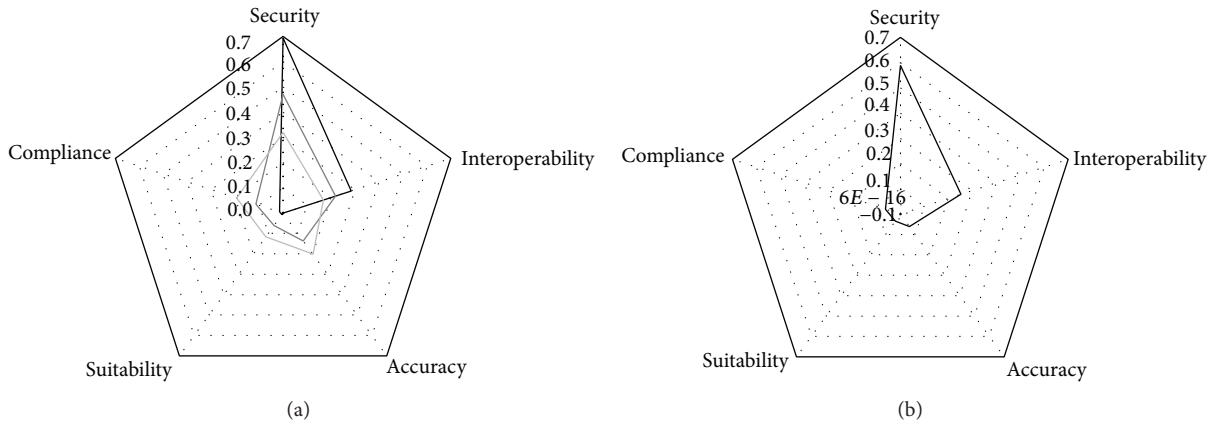 Security
0.7
0.6
0.5
0.4
0.3
0.2
0.1
0.0
Compliance
Interoperability
Suitability
Accuracy
(a)
Security
0.7
0.6
0.5
0.4
0.3
0.2
0.1
6E − 16
−0.1
Compliance
Interoperability
Suitability
Accuracy
(b)